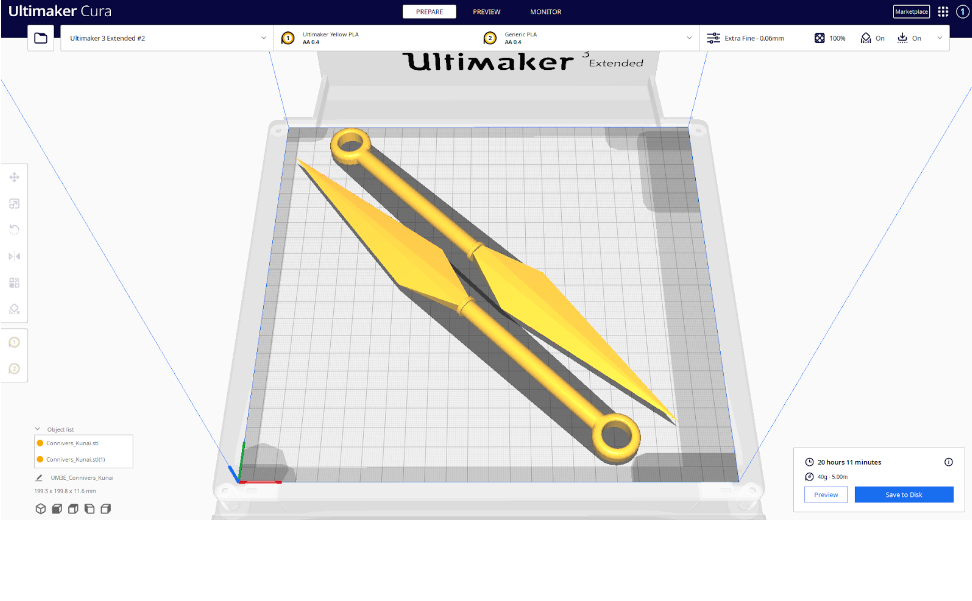 Ultimaker Cura
PREPARE
PREVIEW
MONITOR
Marketplace
1
Ultimaker 3 Extended #2
1
Ultimaker Yellow PLA
AA 0.4
2
Generic PLA
AA 0.4
Extra Fine - 0.06mm
100%
On
On
Ultimaker 3 Extended
Object list
Connivers_Kunai.stl
Connivers_Kunai.stl(1)
UM3E_Connivers_Kunai
199.3 x 199.8 x 11.6 mm
20 hours 11 minutes
40g · 5.00m
Preview
Save to Disk